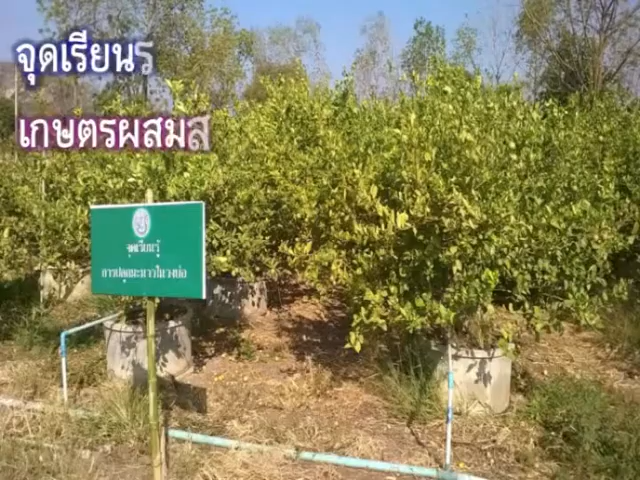 จุดเรียนร
เกษตรผสมส
จุดเรียนรู้
การปลูกมะนาวในวงบ่อ